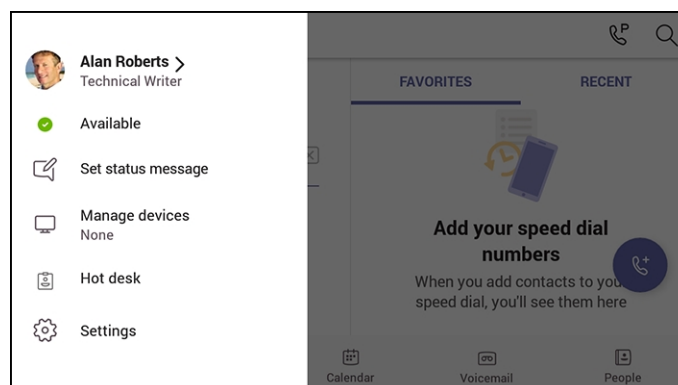 Alan Roberts
Technical Writer
Available
Set status message
Manage devices
None
Hot desk
Settings
P
FAVORITES
RECENT
Add your speed dial
numbers
When you add contacts to you
speed dial, you'll see them here
Calendar
Voicemail
People